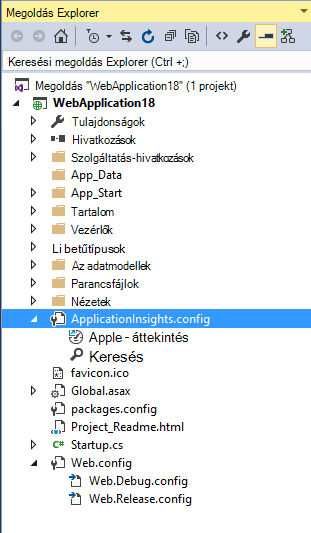 Megoldás Explorer
Keresési megoldás Explorer (Ctrl +;)
Megoldás "WebApplication18" (1 projekt)
WebApplication18
Tulajdonságok
Hivatkozások
Szolgáltatás-hivatkozások
App_Data
App_Start
Tartalom
Vezérlők
Li betűtípusok
Az adatmodellek
Parancsfájlok
Nézetek
ApplicationInsights.config
Apple - áttekintés
Keresés
favicon.ico
Global.asax
packages.config
Project_Readme.html
C# Startup.cs
Web.config
Web.Debug.config
Web.Release.config